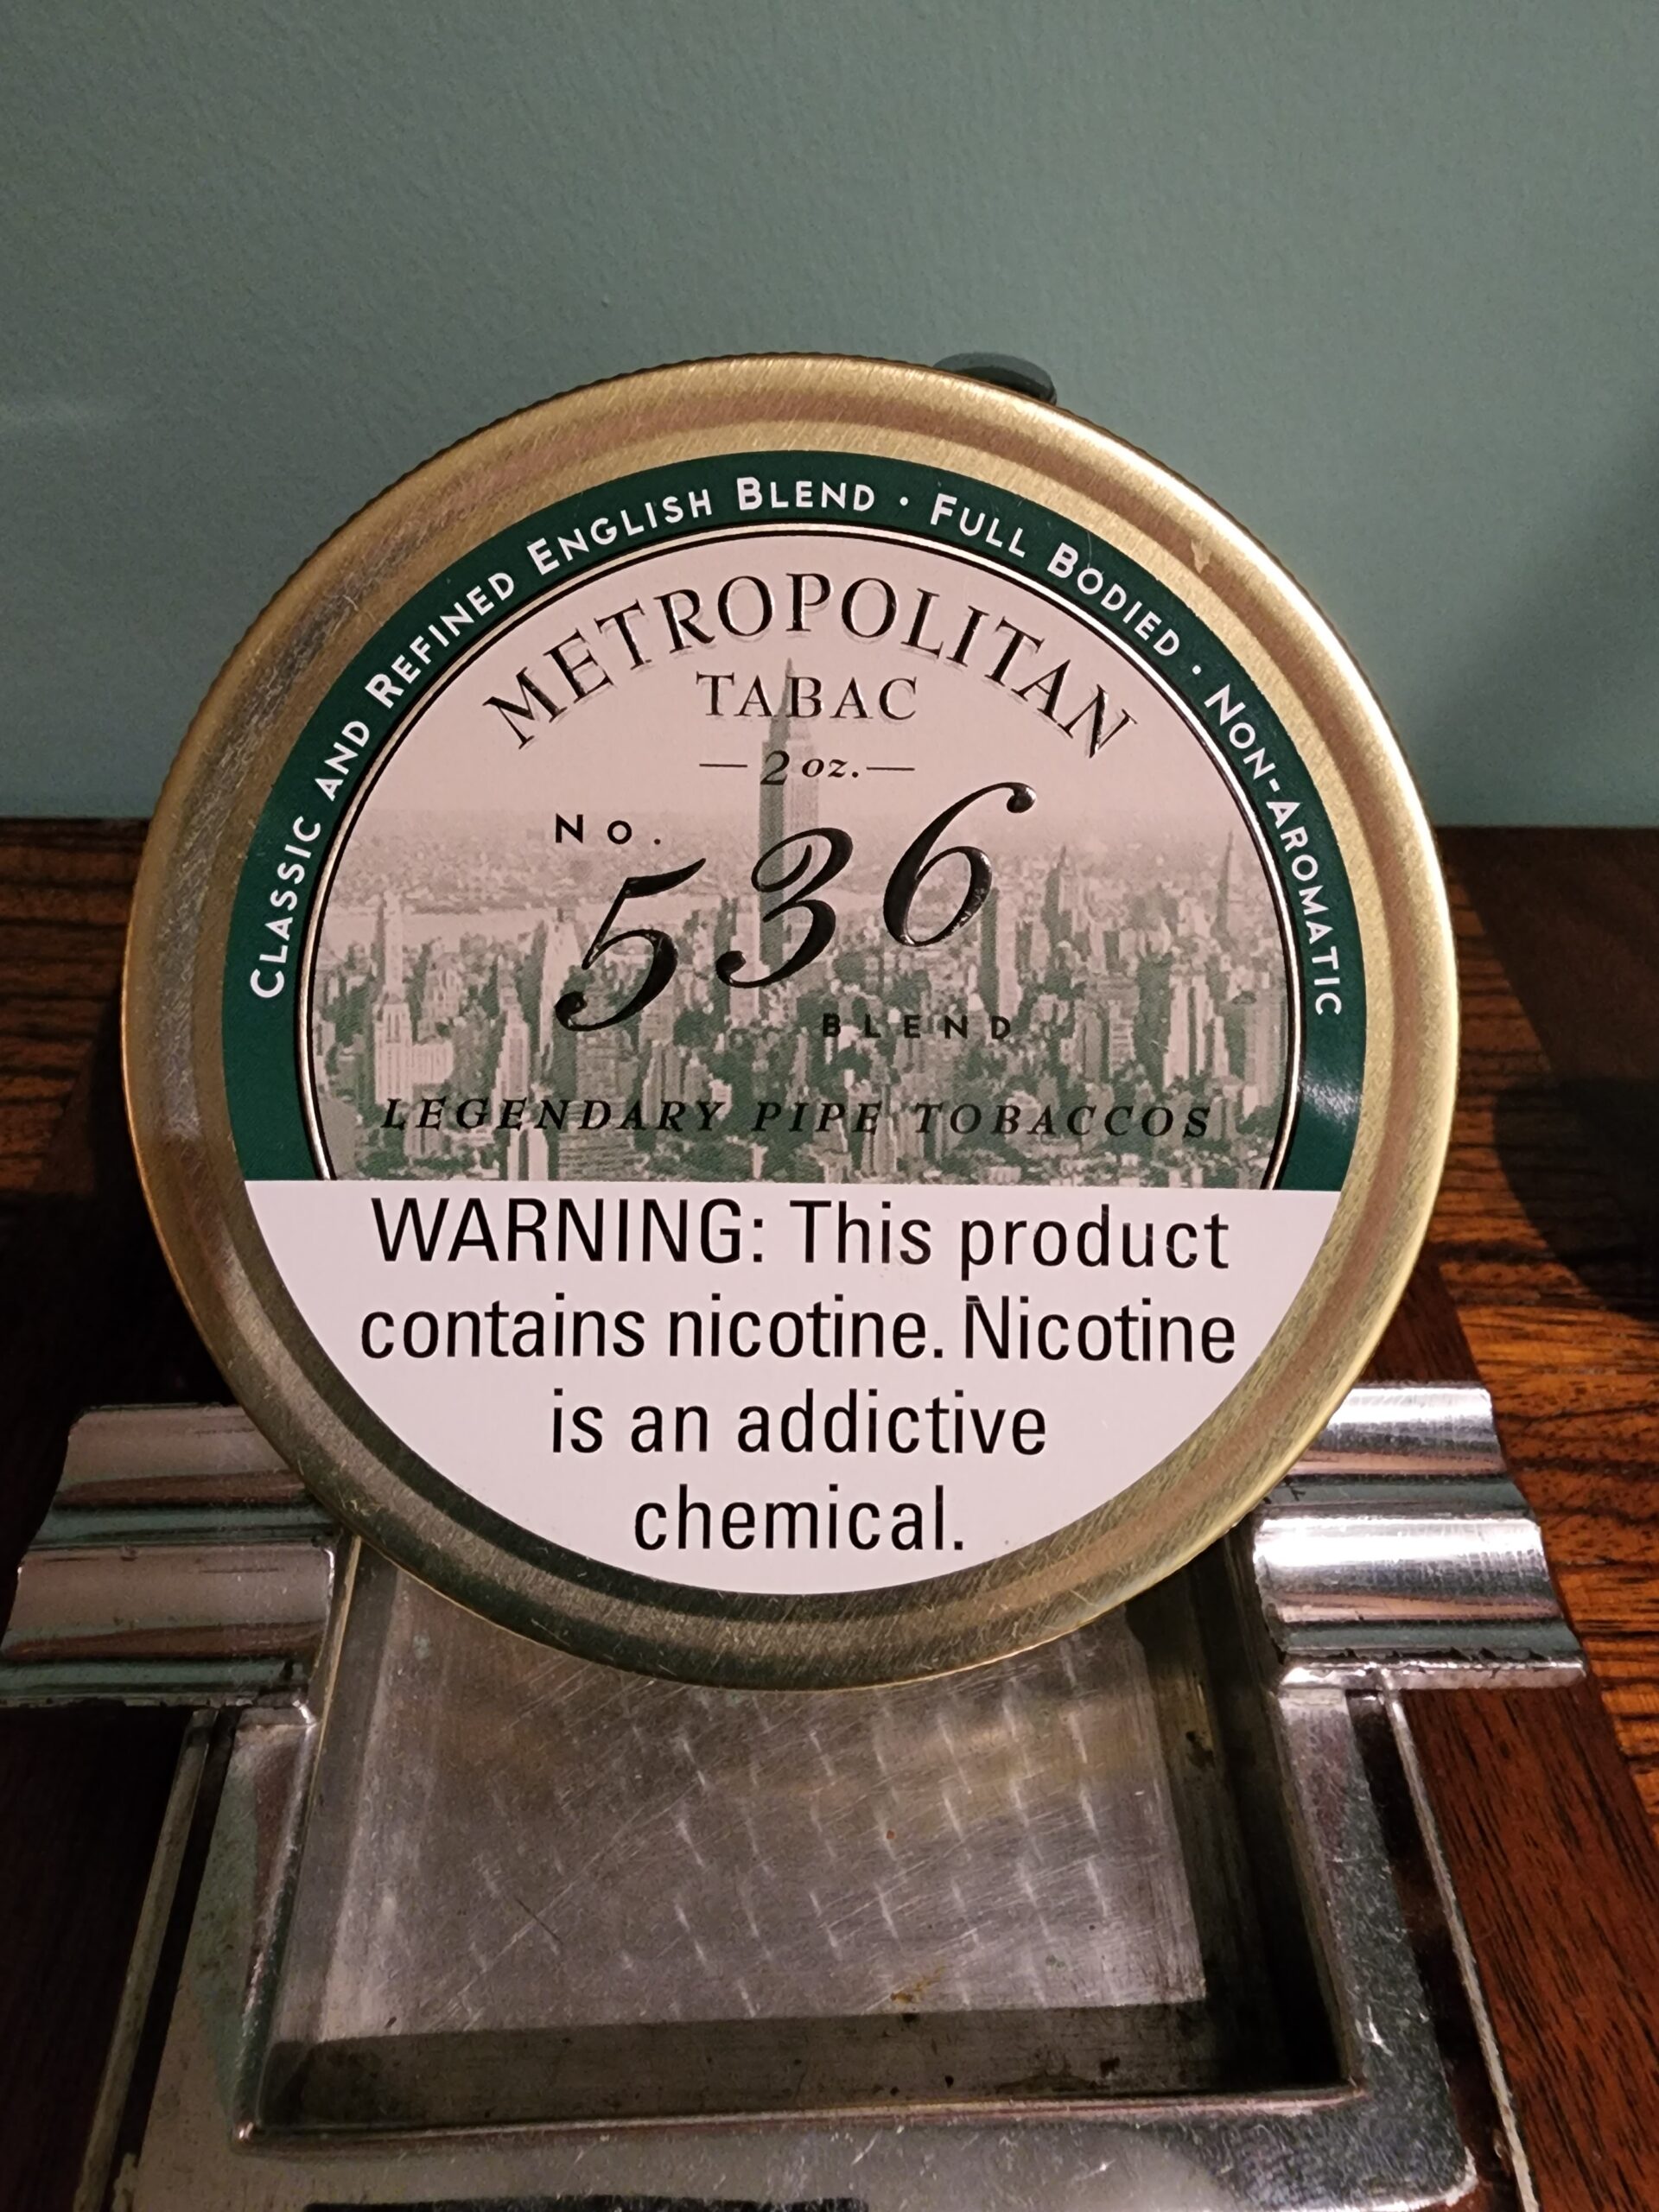 Classic and Refined English Blend · Full Bodied · Non-Aromatic
METROPOLITAN
TABAC
— 2 oz. —
No.
536
BLEND
LEGENDARY PIPE TOBACCOS
WARNING: This product
contains nicotine. Nicotine
is an addictive
chemical.